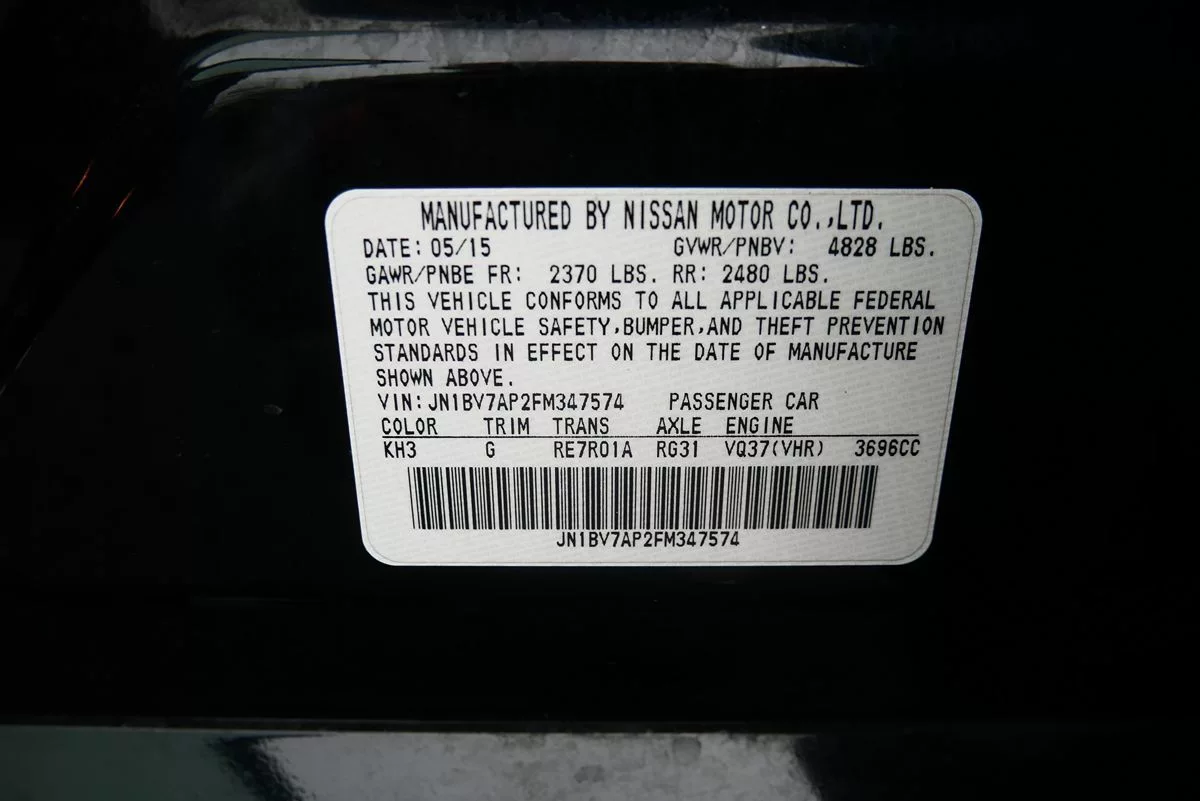 MANUFACTURED BY NISSAN MOTOR CO.,LTD.
DATE: 05/15 GVWR/PNBV: 4828 LBS.
GAWR/PNBE FR: 2370 LBS. RR: 2480 LBS.
THIS VEHICLE CONFORMS TO ALL APPLICABLE FEDERAL
MOTOR VEHICLE SAFETY,BUMPER,AND THEFT PREVENTION
STANDARDS IN EFFECT ON THE DATE OF MANUFACTURE
SHOWN ABOVE.
VIN:JN1BV7AP2FM347574 PASSENGER CAR
COLOR TRIM TRANS AXLE ENGINE
KH3 G RE7R01A RG31 VQ37(VHR) 3696CC
JN1BV7AP2FM347574